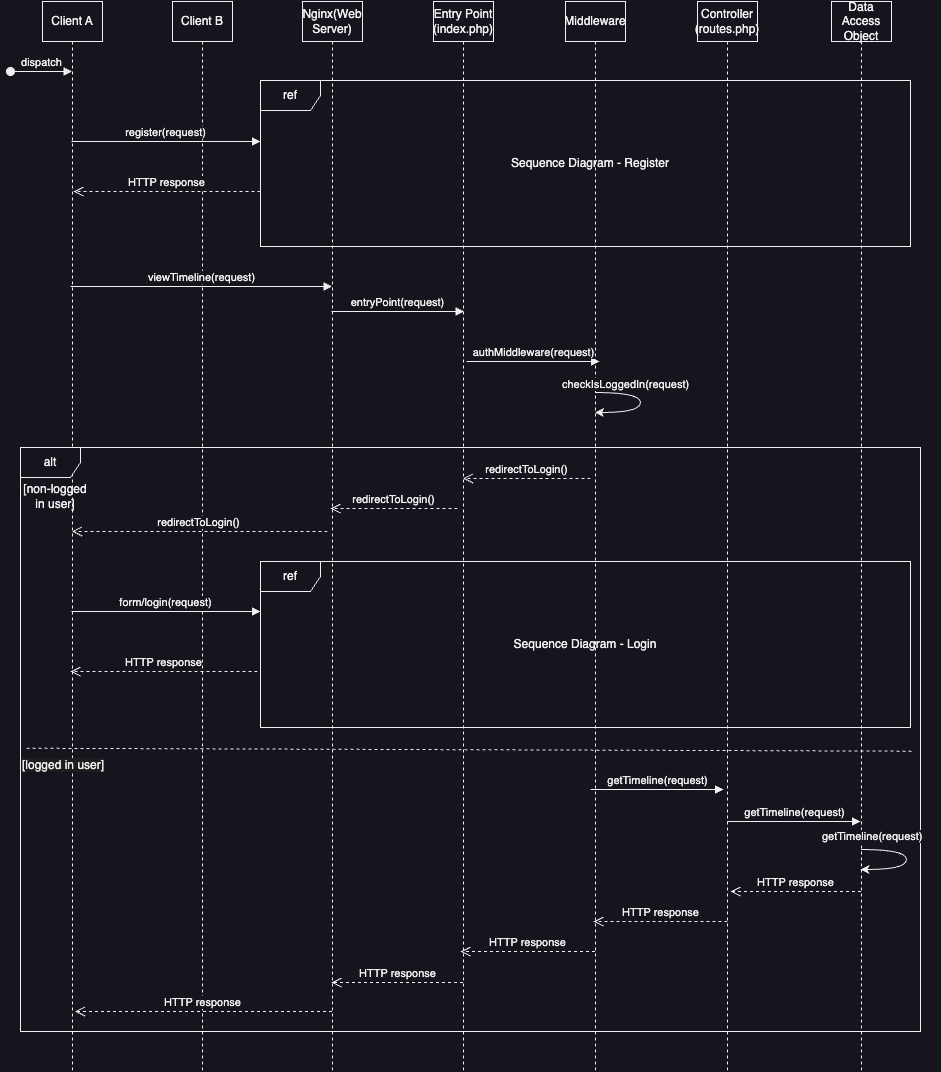 Client A
Client B
Nginx(Web
Server)
Entry Point
(index.php)
Middleware
Controller
(routes.php)
Data
Access
Object
dispatch
ref
register(request)
Sequence Diagram - Register
HTTP response
viewTimeline(request)
entryPoint(request)
authMiddleware(request)
checkIsLoggedIn(request)
alt
[non-logged
in user]
redirectToLogin()
redirectToLogin()
redirectToLogin()
ref
form/login(request)
Sequence Diagram - Login
HTTP response
[logged in user]
getTimeline(request)
getTimeline(request)
getTimeline(request)
HTTP response
HTTP response
HTTP response
HTTP response
HTTP response